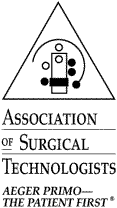 ASSOCIATION
OF SURGICAL
TECHNOLOGISTS
AEGER PRIMO—
THE PATIENT FIRST ®